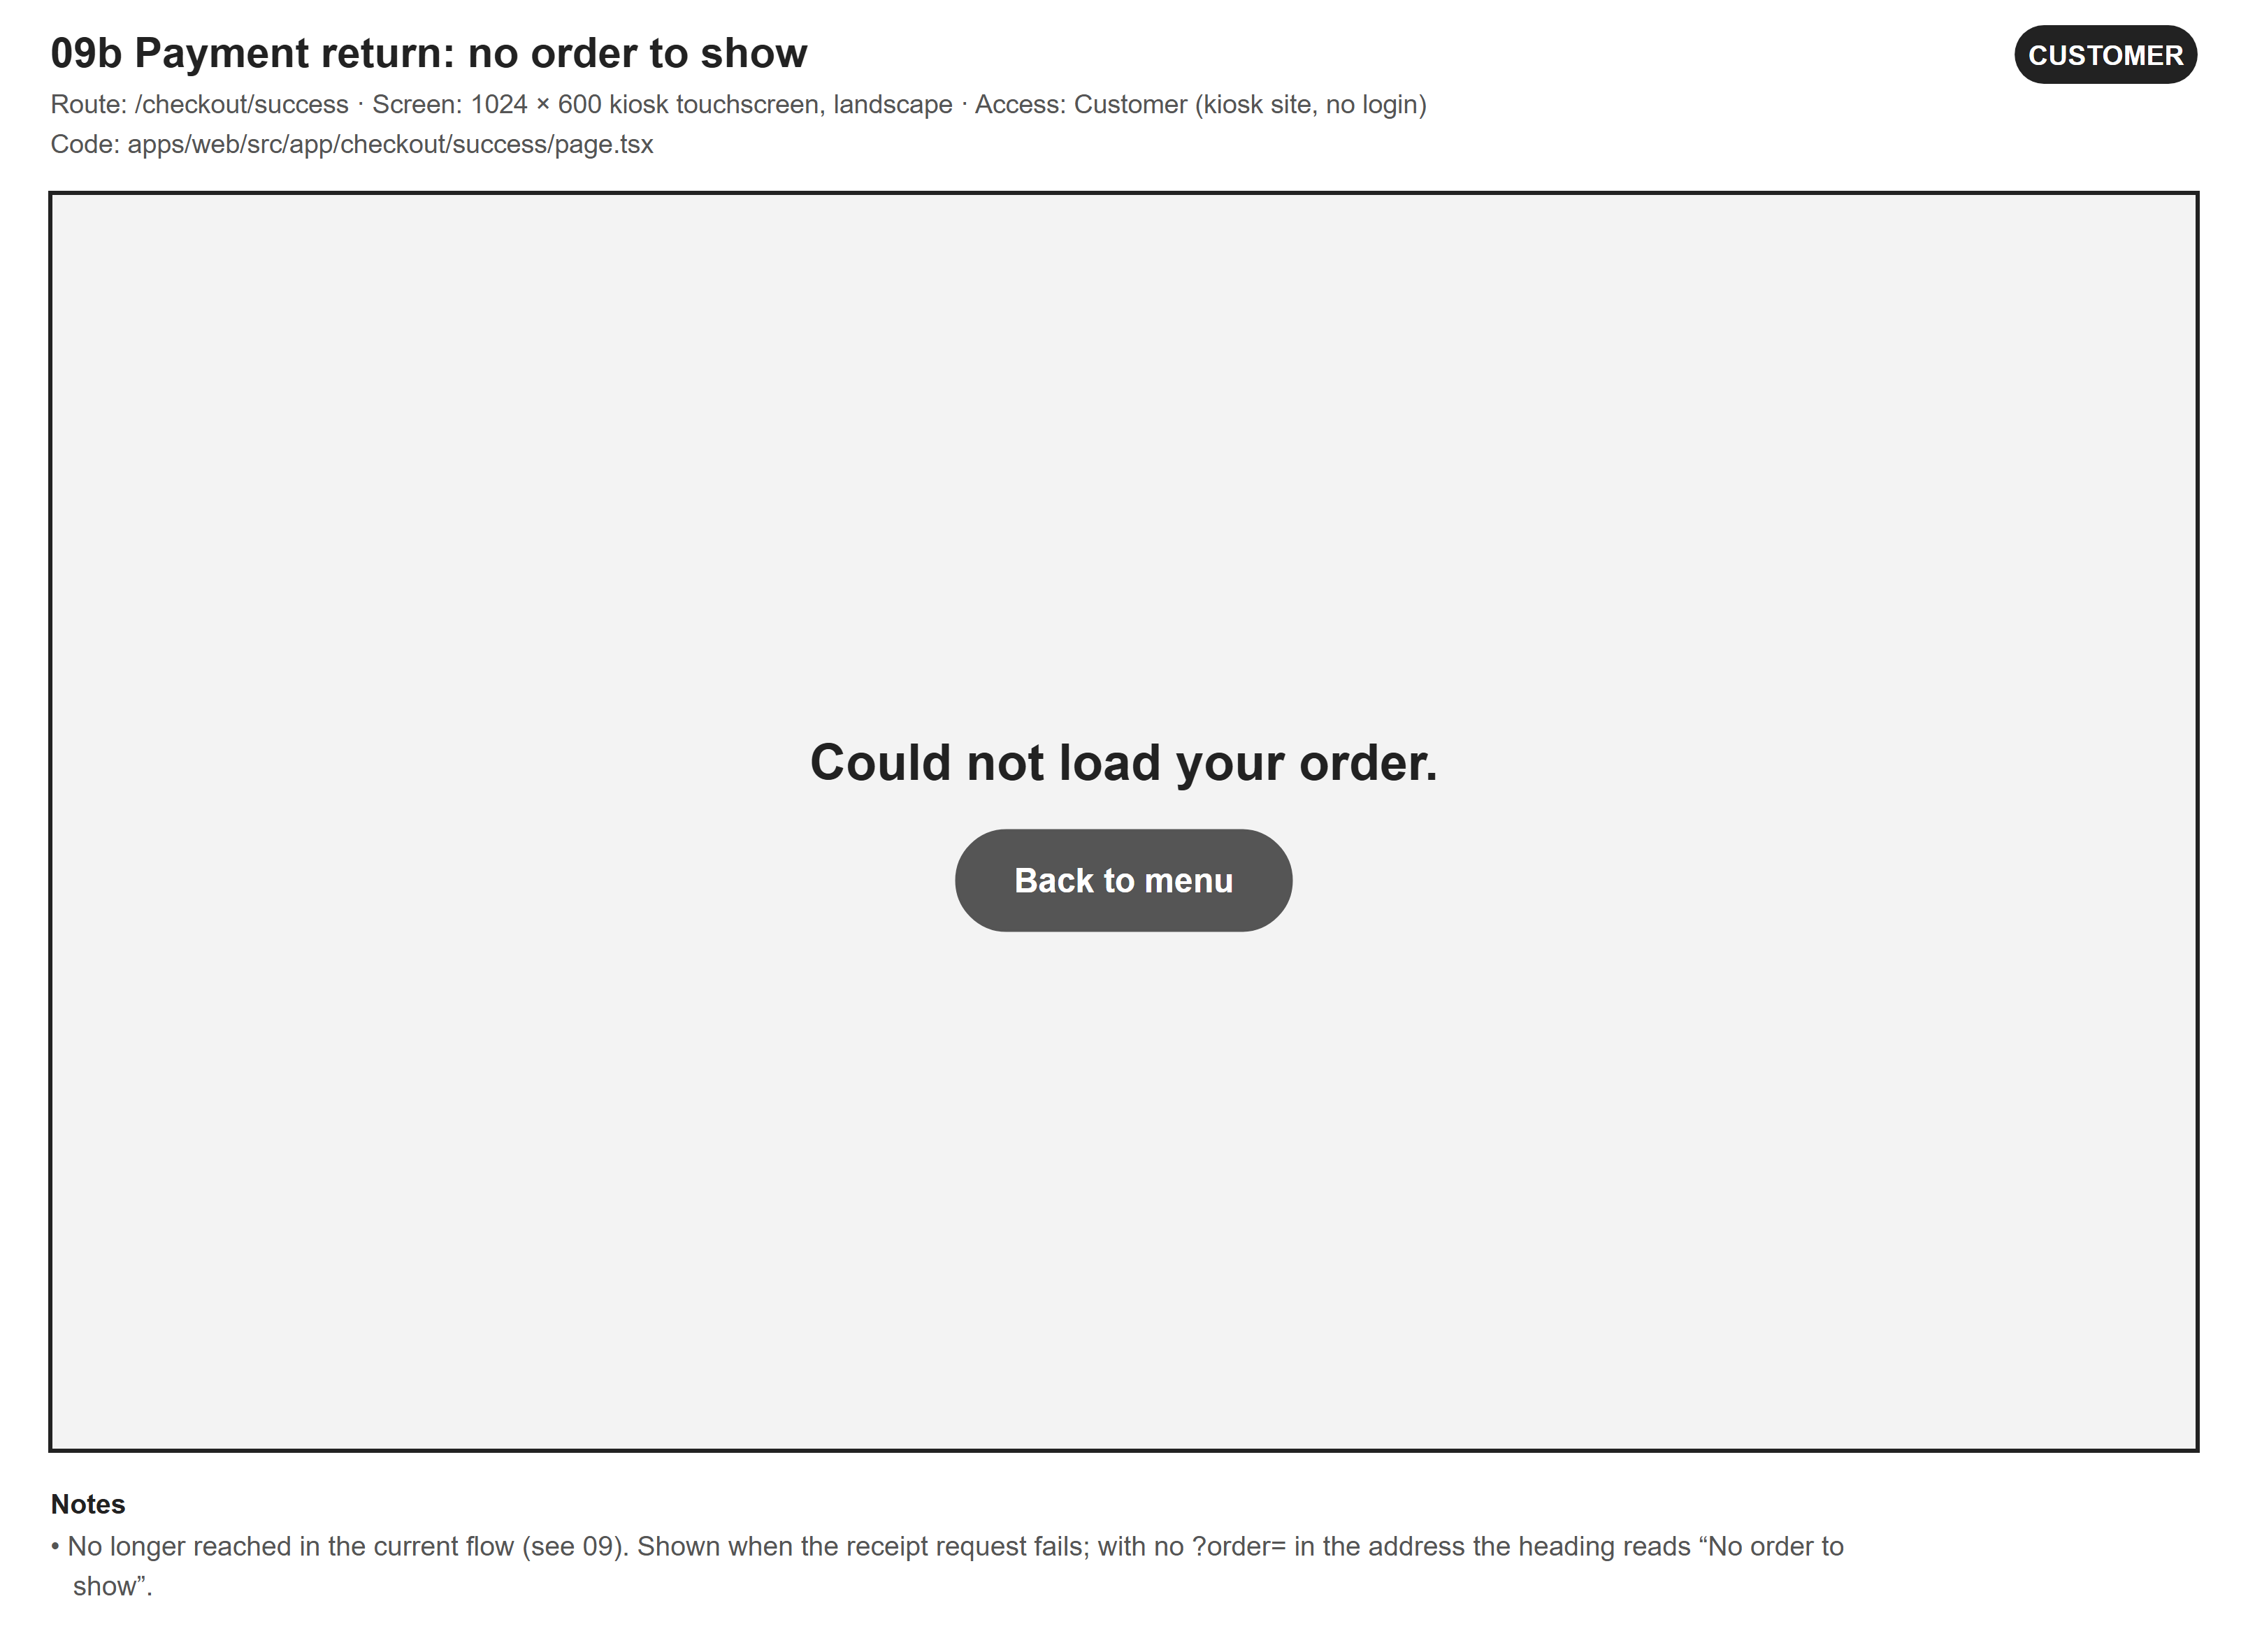 09b Payment return: no order to show
CUSTOMER
Route: /checkout/success · Screen: 1024 × 600 kiosk touchscreen, landscape · Access: Customer (kiosk site, no login)
Code: apps/web/src/app/checkout/success/page.tsx
Could not load your order.
Back to menu
Notes
• No longer reached in the current flow (see 09). Shown when the receipt request fails; with no ?order= in the address the heading reads “No order to
show”.